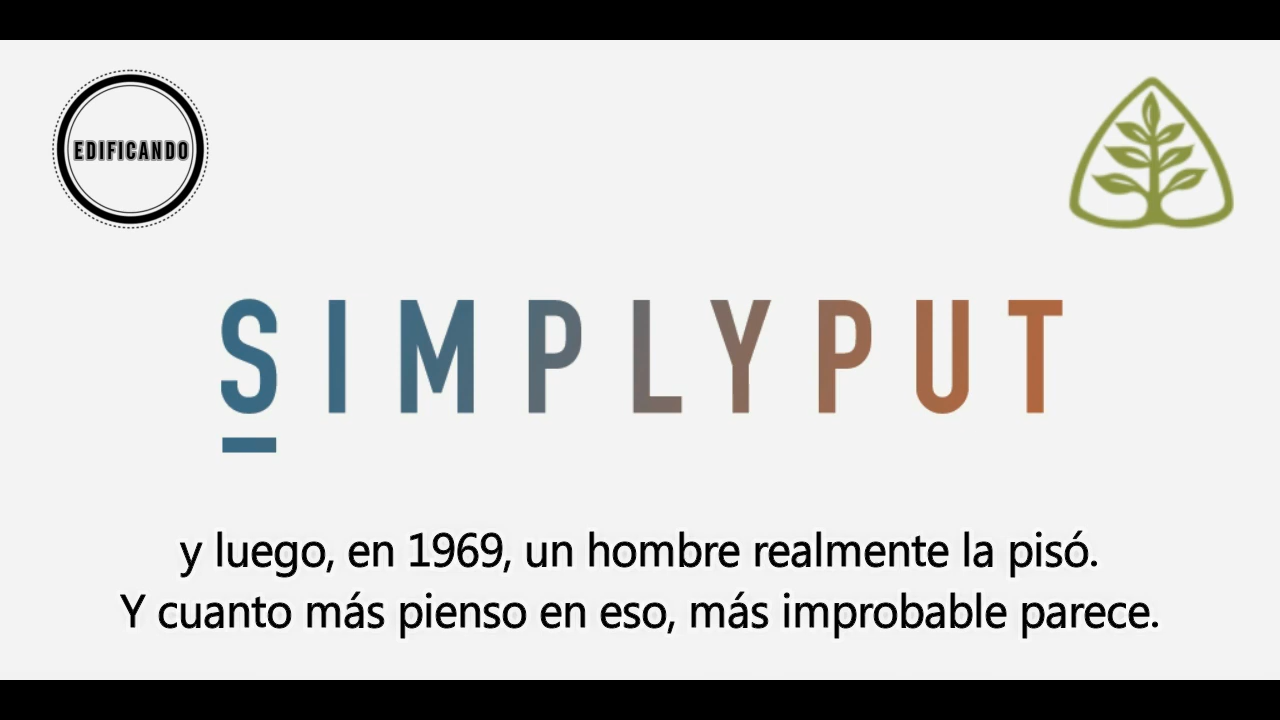 EDIFICANDO
SIMPLYPUT
y luego, en 1969, un hombre realmente la pisó.
Y cuanto más pienso en eso, más improbable parece.